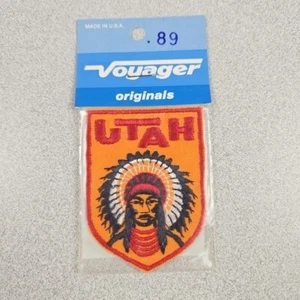 MADE IN U.S.A.
.89
Voyager
originals
UTAH